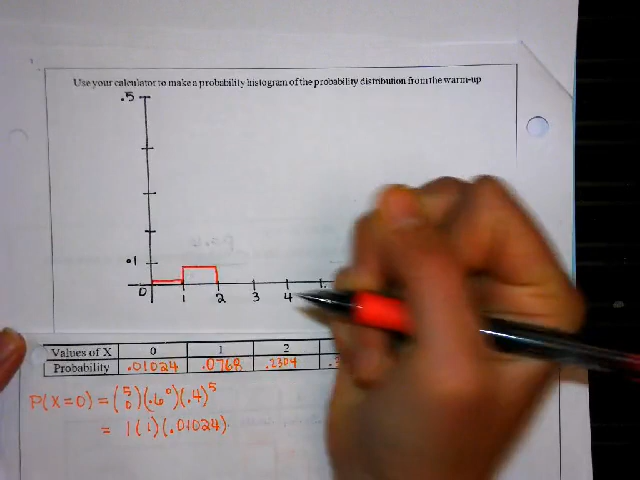 Use your calculator to make a probability histogram of the probability distribution from the warm-up
.5
.1
0 1 2 3 4
Values of X 0 1 2
Probability .01024 .0768 .2304
P(X=0) = (5 0)(.6⁰)(.4)⁵
= 1(1)(.01024)